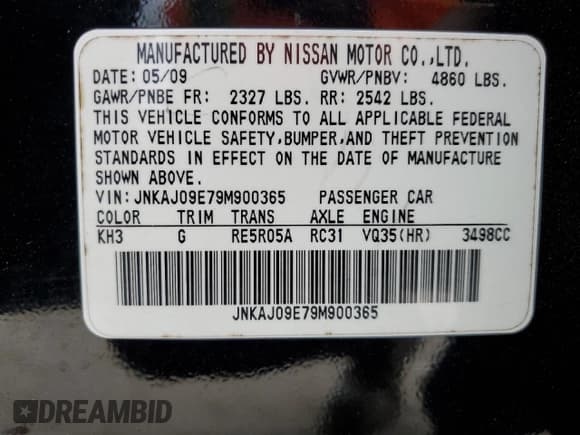 MANUFACTURED BY NISSAN MOTOR CO.,LTD.
DATE: 05/09 GVWR/PNBV: 4860 LBS.
GAWR/PNBE FR: 2327 LBS. RR: 2542 LBS.
THIS VEHICLE CONFORMS TO ALL APPLICABLE FEDERAL
MOTOR VEHICLE SAFETY,BUMPER,AND THEFT PREVENTION
STANDARDS IN EFFECT ON THE DATE OF MANUFACTURE
SHOWN ABOVE.
VIN:JNKAJ09E79M900365 PASSENGER CAR
COLOR TRIM TRANS AXLE ENGINE
KH3 G RE5R05A RC31 VQ35(HR) 3498CC
JNKAJ09E79M900365
DREAMBID